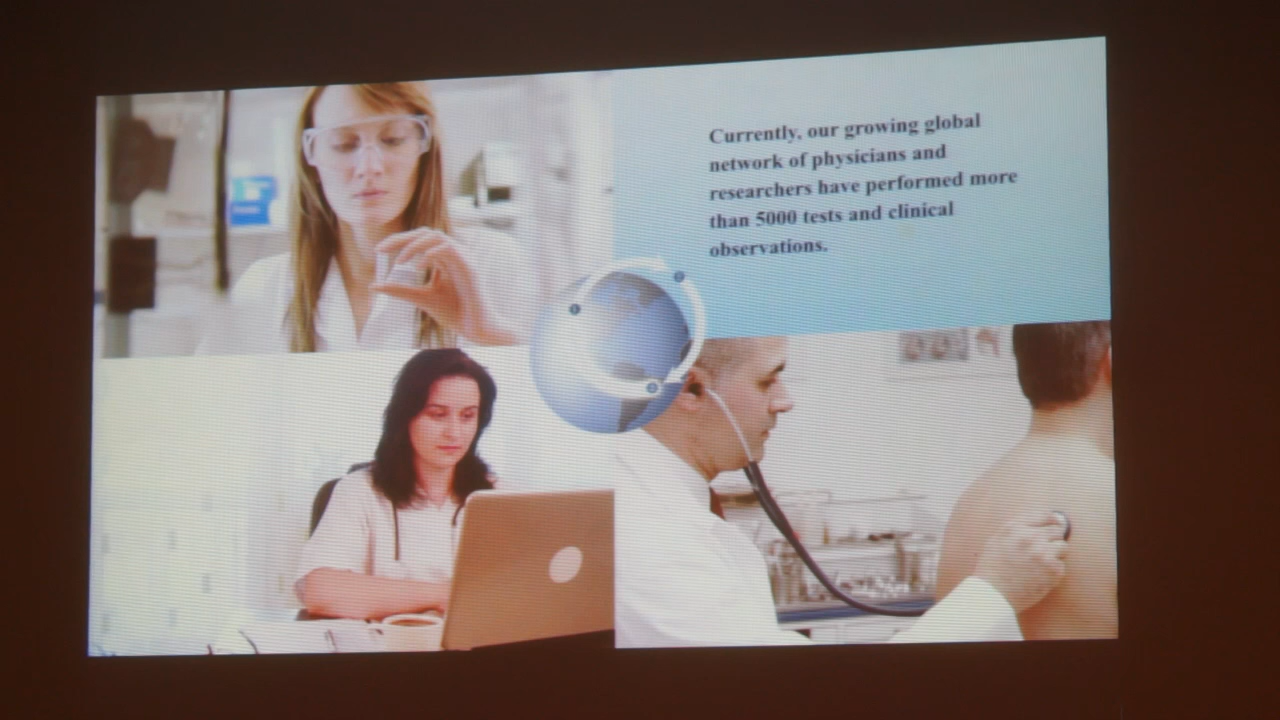 Currently, our growing global
network of physicians and
researchers have performed more
than 5000 tests and clinical
observations.